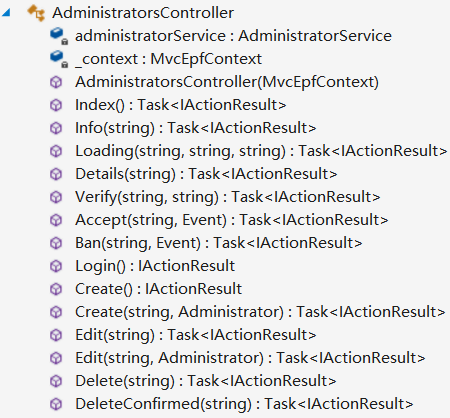 AdministratorsController
administratorService : AdministratorService
_context : MvcEpfContext
AdministratorsController(MvcEpfContext)
Index() : Task<IActionResult>
Info(string) : Task<IActionResult>
Loading(string, string, string) : Task<IActionResult>
Details(string) : Task<IActionResult>
Verify(string, string) : Task<IActionResult>
Accept(string, Event) : Task<IActionResult>
Ban(string, Event) : Task<IActionResult>
Login() : IActionResult
Create() : IActionResult
Create(string, Administrator) : Task<IActionResult>
Edit(string) : Task<IActionResult>
Edit(string, Administrator) : Task<IActionResult>
Delete(string) : Task<IActionResult>
DeleteConfirmed(string) : Task<IActionResult>